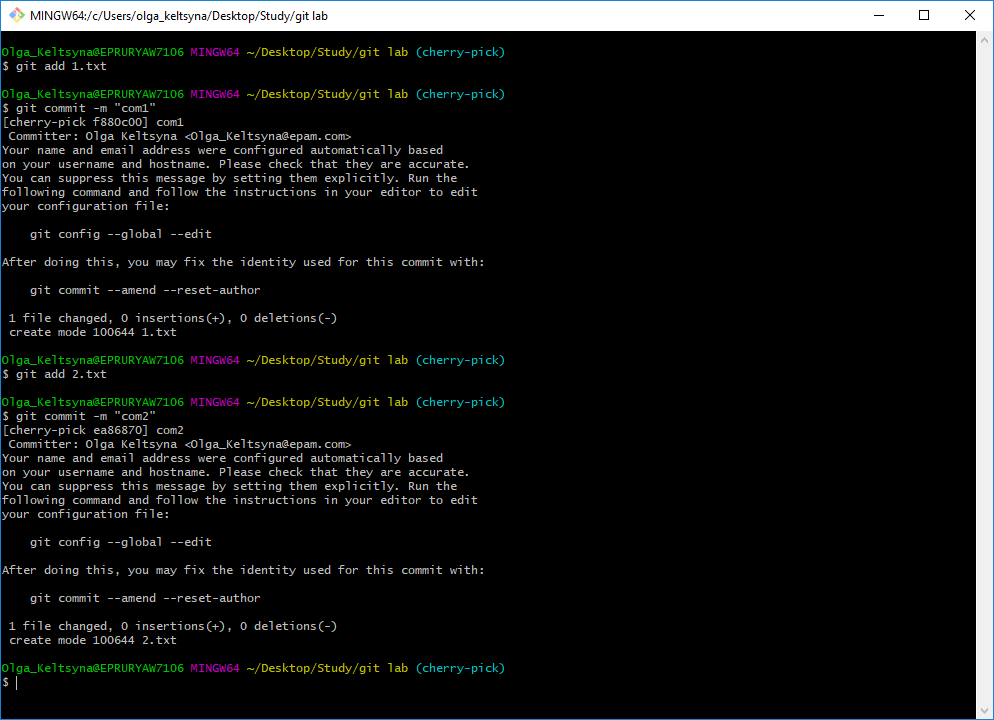 MINGW64:/c/Users/olga_keltsyna/Desktop/Study/git lab
Olga_Keltsyna@EPRURYAW7106 MINGW64 ~/Desktop/Study/git lab (cherry-pick)
$ git add 1.txt
Olga_Keltsyna@EPRURYAW7106 MINGW64 ~/Desktop/Study/git lab (cherry-pick)
$ git commit -m "com1"
[cherry-pick f880c00] com1
Committer: Olga Keltsyna <Olga_Keltsyna@epam.com>
Your name and email address were configured automatically based
on your username and hostname. Please check that they are accurate.
You can suppress this message by setting them explicitly. Run the
following command and follow the instructions in your editor to edit
your configuration file:
git config --global --edit
After doing this, you may fix the identity used for this commit with:
git commit --amend --reset-author
1 file changed, 0 insertions(+), 0 deletions(-)
create mode 100644 1.txt
Olga_Keltsyna@EPRURYAW7106 MINGW64 ~/Desktop/Study/git lab (cherry-pick)
$ git add 2.txt
Olga_Keltsyna@EPRURYAW7106 MINGW64 ~/Desktop/Study/git lab (cherry-pick)
$ git commit -m "com2"
[cherry-pick ea86870] com2
Committer: Olga Keltsyna <Olga_Keltsyna@epam.com>
Your name and email address were configured automatically based
on your username and hostname. Please check that they are accurate.
You can suppress this message by setting them explicitly. Run the
following command and follow the instructions in your editor to edit
your configuration file:
git config --global --edit
After doing this, you may fix the identity used for this commit with:
git commit --amend --reset-author
1 file changed, 0 insertions(+), 0 deletions(-)
create mode 100644 2.txt
Olga_Keltsyna@EPRURYAW7106 MINGW64 ~/Desktop/Study/git lab (cherry-pick)
$